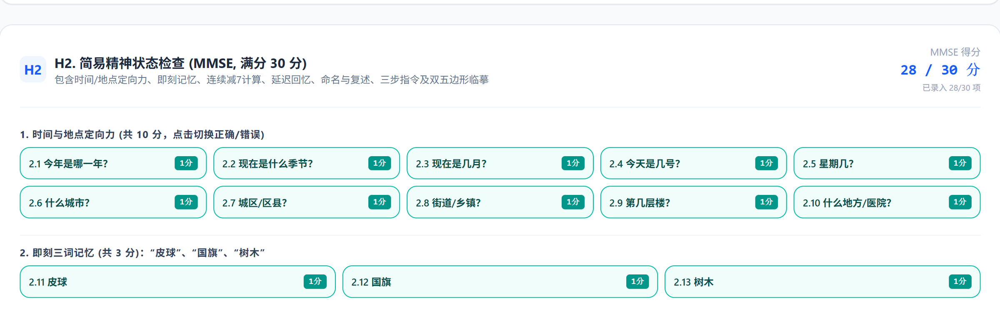 MMSE 得分
H2
H2. 简易精神状态检查 (MMSE, 满分 30 分)
28 / 30 分
包含时间/地点定向力、即刻记忆、连续减7计算、延迟回忆、命名与复述、三步指令及双五边形临摹
已录入 28/30 项
1. 时间与地点定向力 (共 10 分，点击切换正确/错误)
2.1 今年是哪一年？ 1分
2.2 现在是什么季节？ 1分
2.3 现在是几月？ 1分
2.4 今天是几号？ 1分
2.5 星期几？ 1分
2.6 什么城市？ 1分
2.7 城区/区县？ 1分
2.8 街道/乡镇？ 1分
2.9 第几层楼？ 1分
2.10 什么地方/医院？ 1分
2. 即刻三词记忆 (共 3 分)：“皮球”、“国旗”、“树木”
2.11 皮球 1分
2.12 国旗 1分
2.13 树木 1分